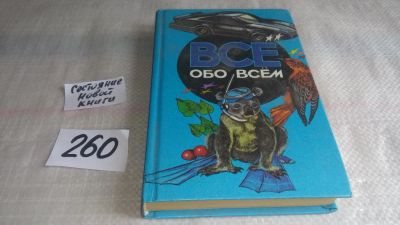 Состояние
новой
книги
260
ВСЕ
ОБО ВСЕМ